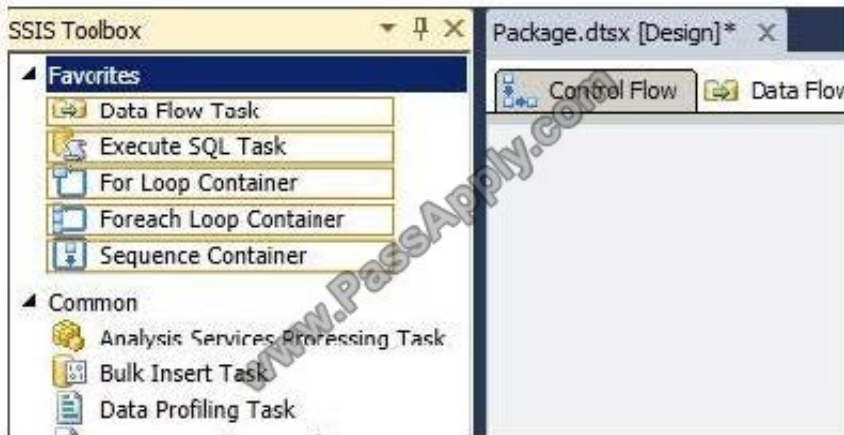 SSIS Toolbox
Package.dtsx [Design]*
Favorites
Control Flow
Data Flow
Data Flow Task
Execute SQL Task
For Loop Container
Foreach Loop Container
Sequence Container
Common
Analysis Services Processing Task
Bulk Insert Task
Data Profiling Task
www.PassApply.com